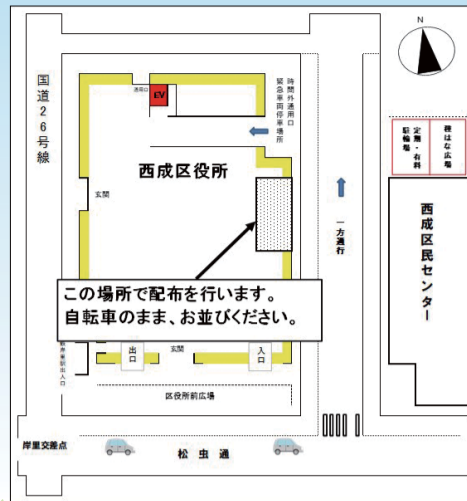 N
国道26号線
通用口
EV
時間外通用口
緊急車両停車場所
定期・有料
駐輪場
西成区役所
玄関
一方通行
西成区民センター
この場所で配布を行います。
自転車のまま、お並びください。
出口
玄関
入口
区役所前広場
岸里交差点
松虫通